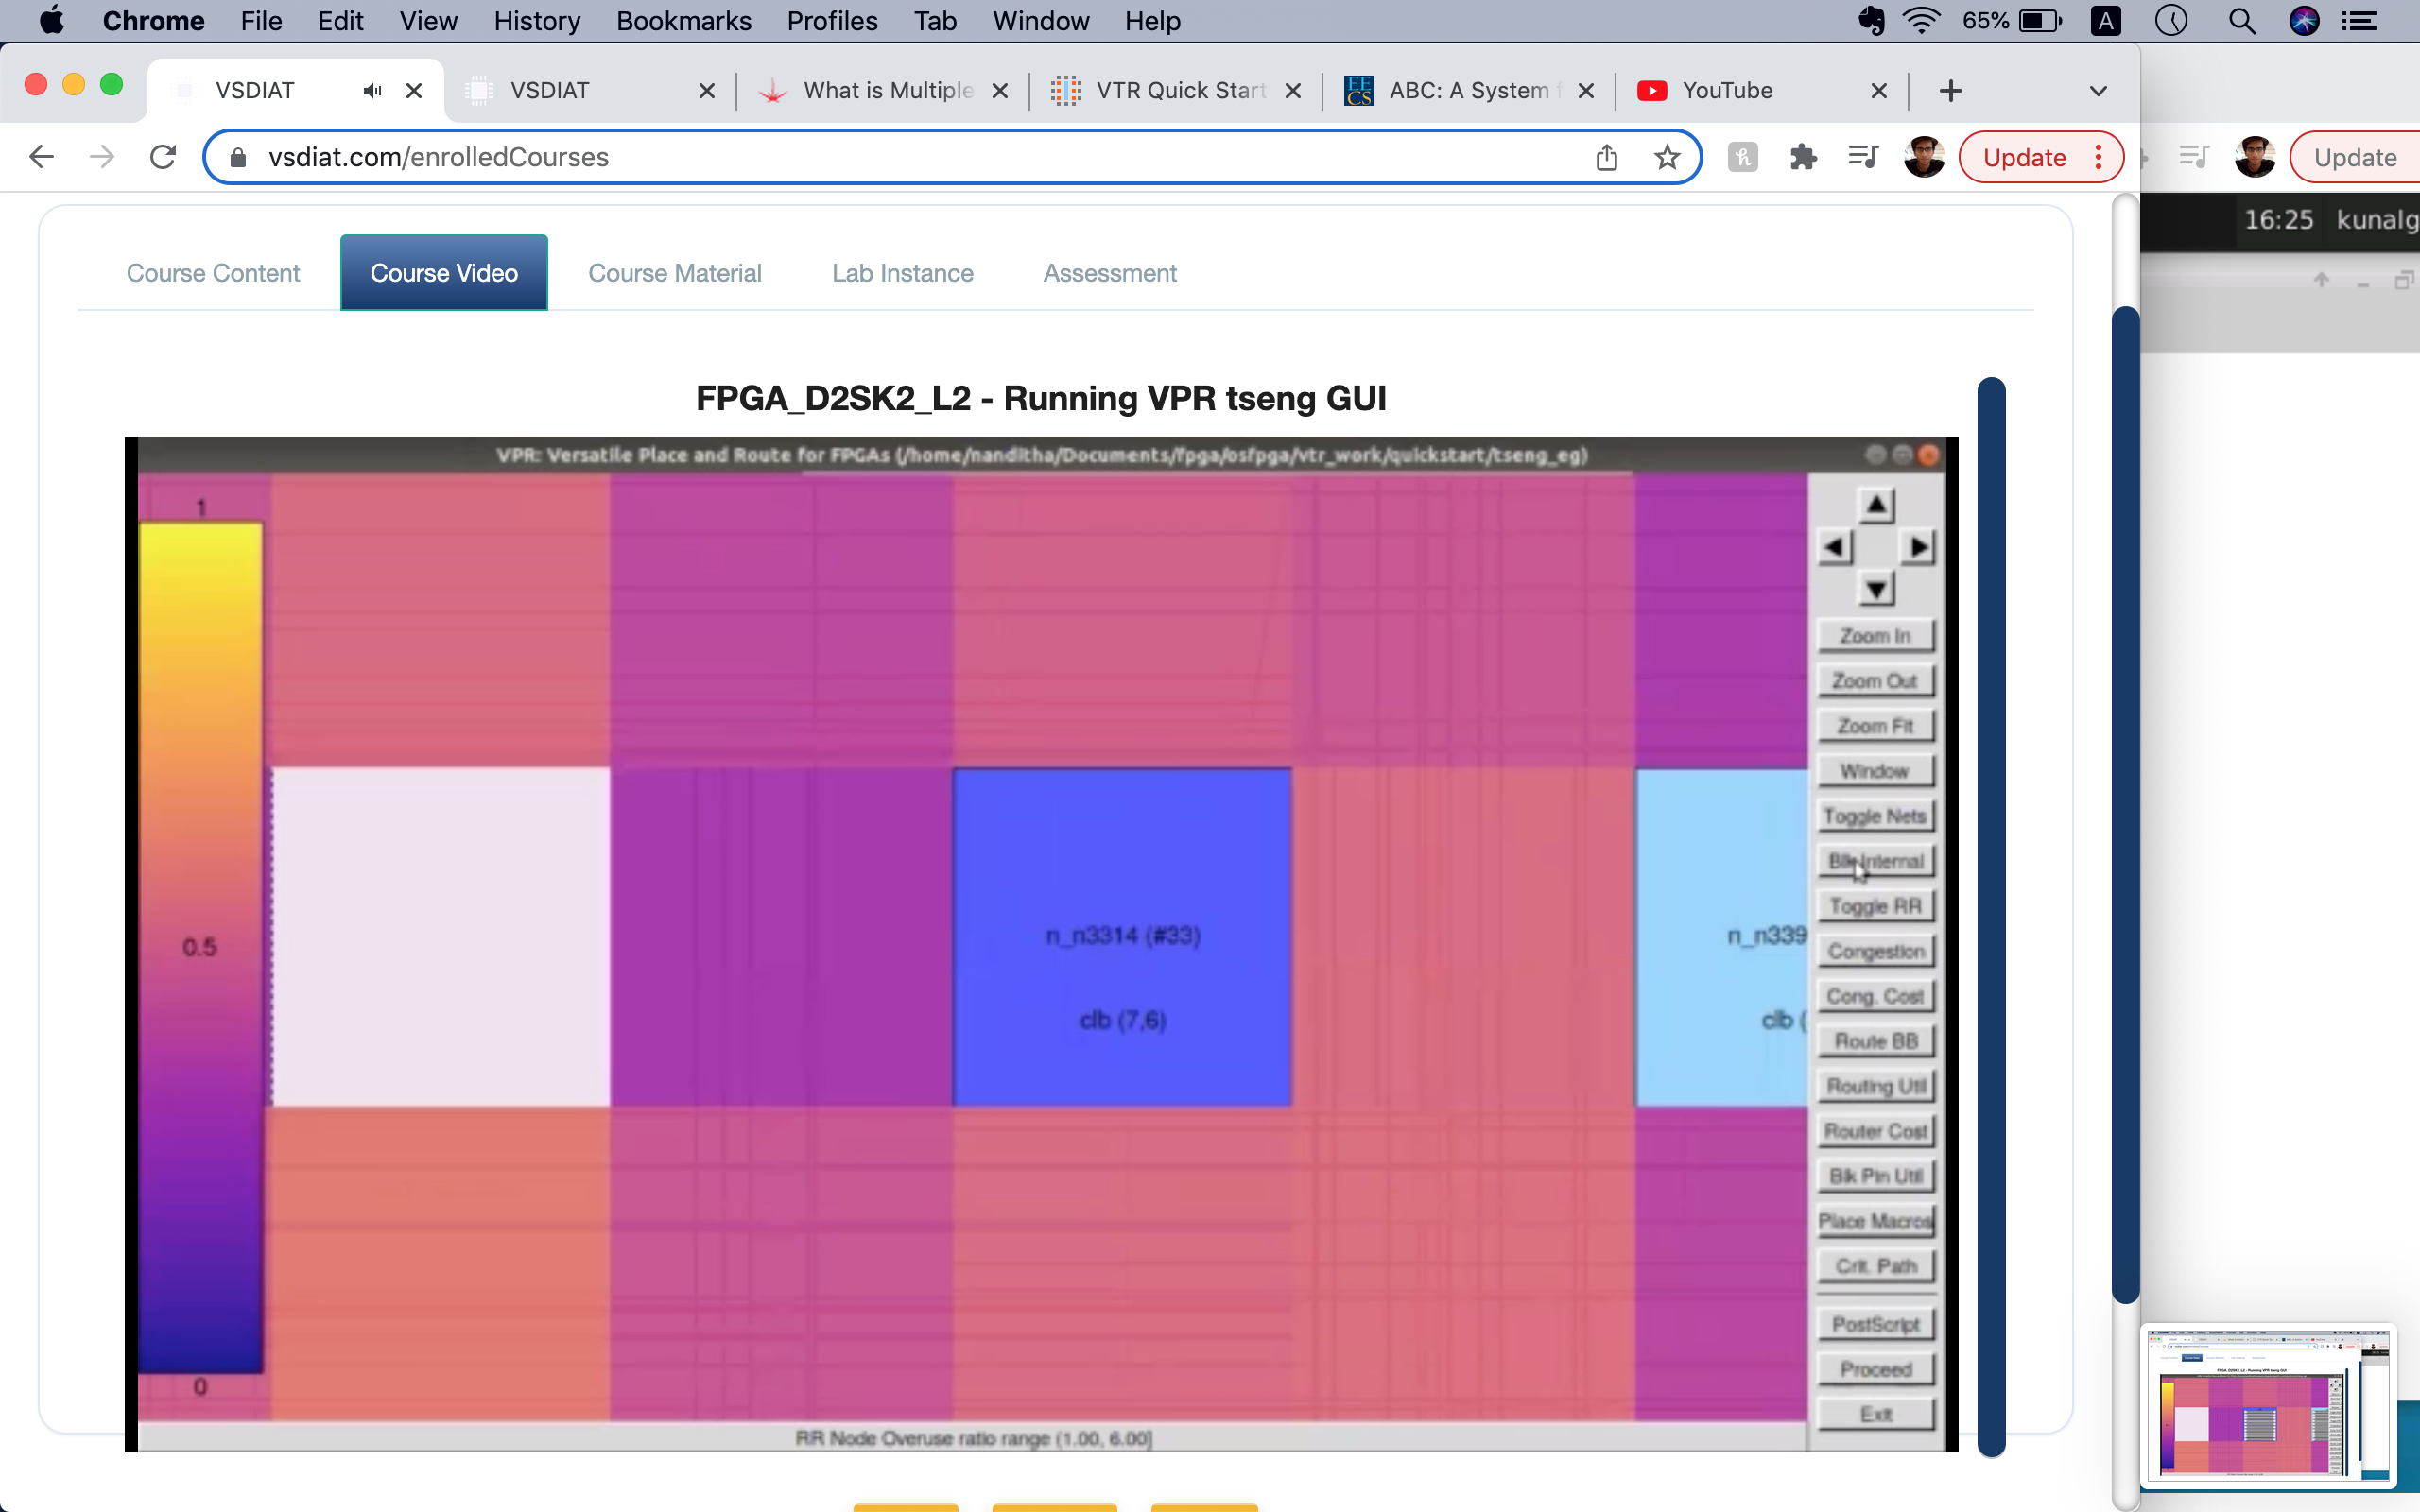 Chrome File Edit View History Bookmarks Profiles Tab Window Help 65% A
VSDIAT VSDIAT What is Multiple VTR Quick Start ABC: A System f YouTube
vsdiat.com/enrolledCourses Update Update
16:25 kunalg
Course Content Course Video Course Material Lab Instance Assessment
FPGA_D2SK2_L2 - Running VPR tseng GUI
VPR: Versatile Place and Route for FPGAs (/home/nanditha/Documents/fpga/osfpga/vtr_work/quickstart/tseng_eg)
1
0.5
0
n_n3314 (#33)
clb (7,6)
n_n339
clb (
Zoom In
Zoom Out
Zoom Fit
Window
Toggle Nets
Blk Internal
Toggle RR
Congestion
Cong. Cost
Route BB
Routing Util
Router Cost
Blk Pin Util
Place Macros
Crit. Path
PostScript
Proceed
Exit
RR Node Overuse ratio range (1.00, 6.00]